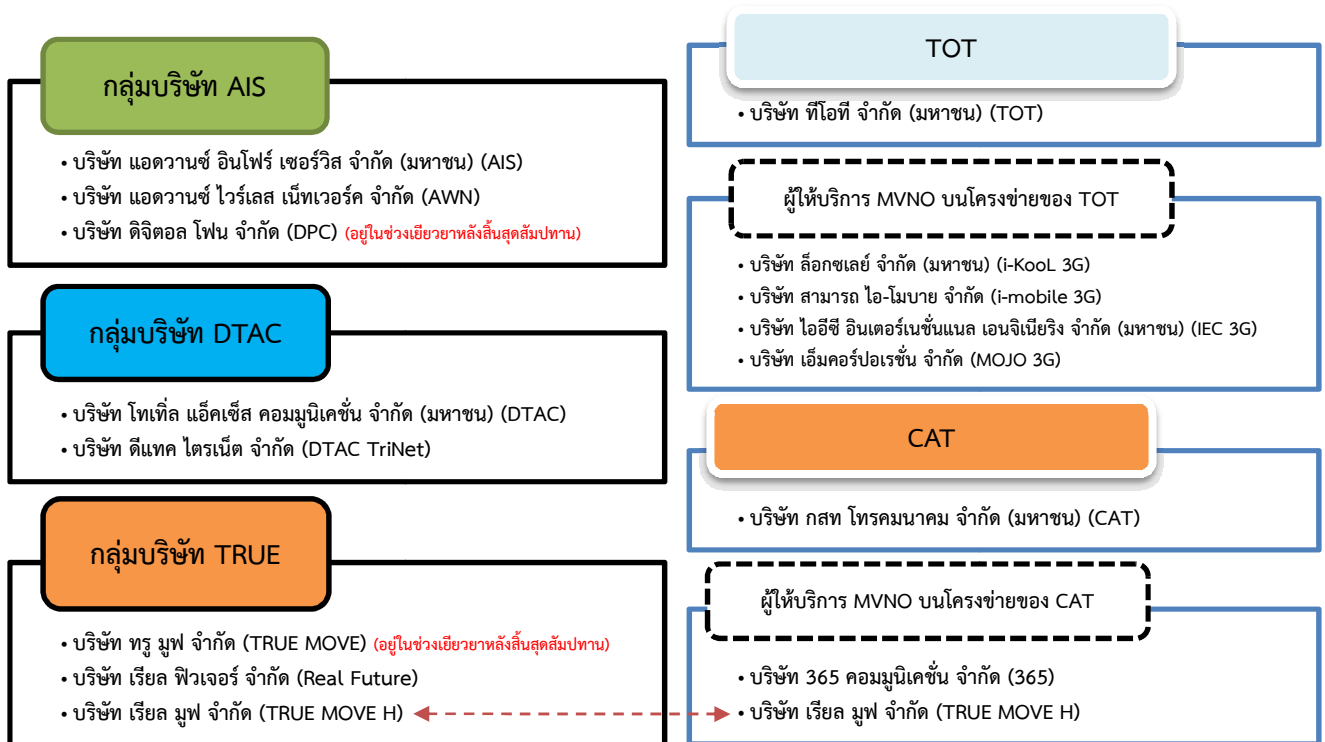 กลุ่มบริษัท AIS
• บริษัท แอดวานซ์ อินโฟร์ เซอร์วิส จำกัด (มหาชน) (AIS)
• บริษัท แอดวานซ์ ไวร์เลส เน็ทเวอร์ค จำกัด (AWN)
• บริษัท ดิจิตอล โฟน จำกัด (DPC) (อยู่ในช่วงเยียวยาหลังสิ้นสุดสัมปทาน)
กลุ่มบริษัท DTAC
• บริษัท โทเทิ่ล แอ็คเซ็ส คอมมูนิเคชั่น จำกัด (มหาชน) (DTAC)
• บริษัท ดีแทค ไตรเน็ต จำกัด (DTAC TriNet)
กลุ่มบริษัท TRUE
• บริษัท ทรู มูฟ จำกัด (TRUE MOVE) (อยู่ในช่วงเยียวยาหลังสิ้นสุดสัมปทาน)
• บริษัท เรียล ฟิวเจอร์ จำกัด (Real Future)
• บริษัท เรียล มูฟ จำกัด (TRUE MOVE H)
TOT
• บริษัท ทีโอที จำกัด (มหาชน) (TOT)
ผู้ให้บริการ MVNO บนโครงข่ายของ TOT
• บริษัท ล็อกซเลย์ จำกัด (มหาชน) (i-KooL 3G)
• บริษัท สามารถ ไอ-โมบาย จำกัด (i-mobile 3G)
• บริษัท ไออีซี อินเตอร์เนชั่นแนล เอนจิเนียริง จำกัด (มหาชน) (IEC 3G)
• บริษัท เอ็มคอร์ปอเรชั่น จำกัด (MOJO 3G)
CAT
• บริษัท กสท โทรคมนาคม จำกัด (มหาชน) (CAT)
ผู้ให้บริการ MVNO บนโครงข่ายของ CAT
• บริษัท 365 คอมมูนิเคชั่น จำกัด (365)
• บริษัท เรียล มูฟ จำกัด (TRUE MOVE H)